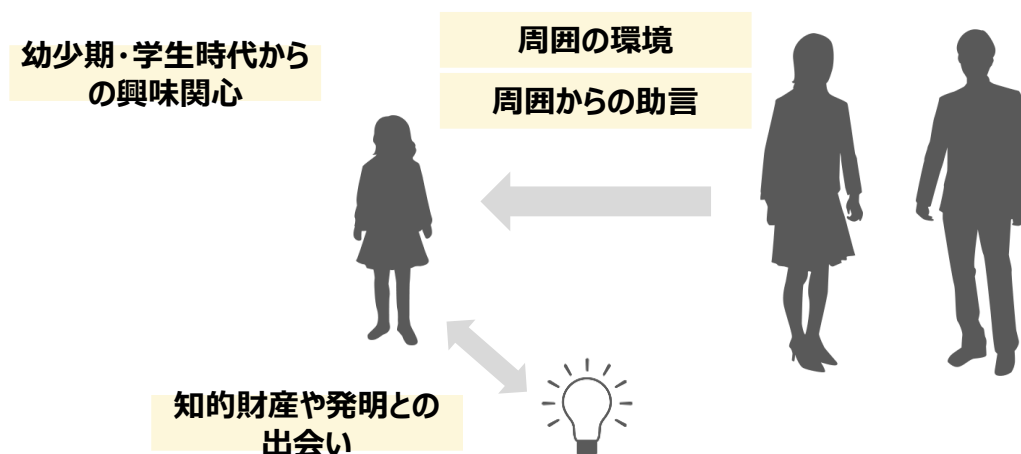 幼少期・学生時代から
の興味関心
周囲の環境
周囲からの助言
知的財産や発明との
出会い